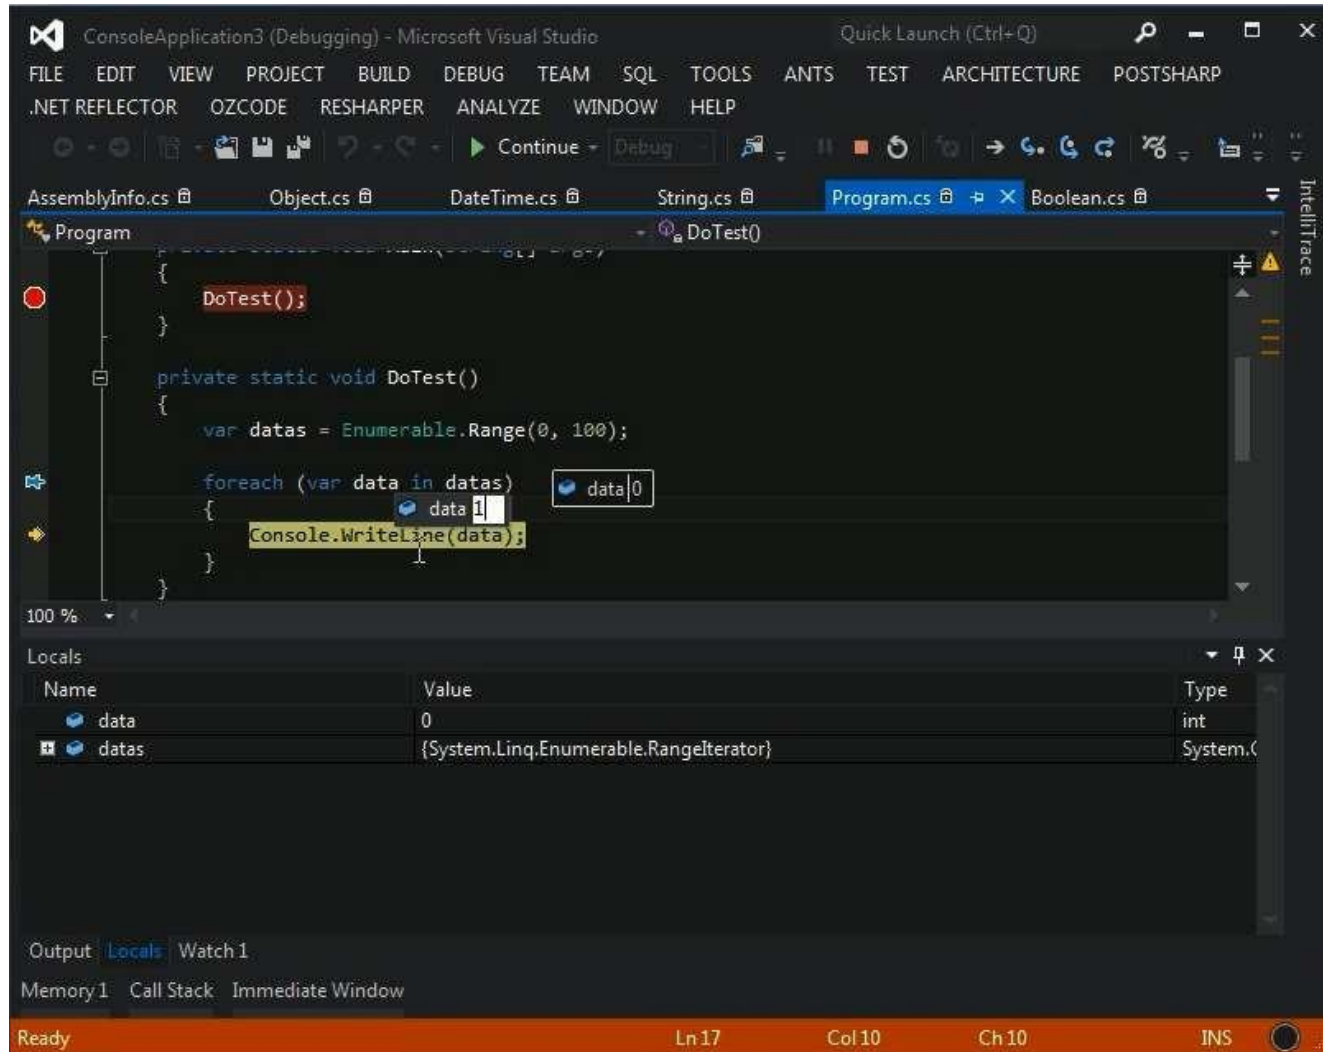 ConsoleApplication3 (Debugging) - Microsoft Visual Studio Quick Launch (Ctrl+Q)
FILE EDIT VIEW PROJECT BUILD DEBUG TEAM SQL TOOLS ANTS TEST ARCHITECTURE POSTSHARP
.NET REFLECTOR OZCODE RESHARPER ANALYZE WINDOW HELP
Continue Debug
AssemblyInfo.cs Object.cs DateTime.cs String.cs Program.cs Boolean.cs
IntelliTrace
Program DoTest()
{
DoTest();
}
private static void DoTest()
{
var datas = Enumerable.Range(0, 100);
foreach (var data in datas) data 0
{ data 1
Console.WriteLine(data);
}
}
100 %
Locals
Name Value Type
data 0 int
datas {System.Linq.Enumerable.RangeIterator} System.
Output Locals Watch 1
Memory 1 Call Stack Immediate Window
Ready Ln 17 Col 10 Ch 10 INS